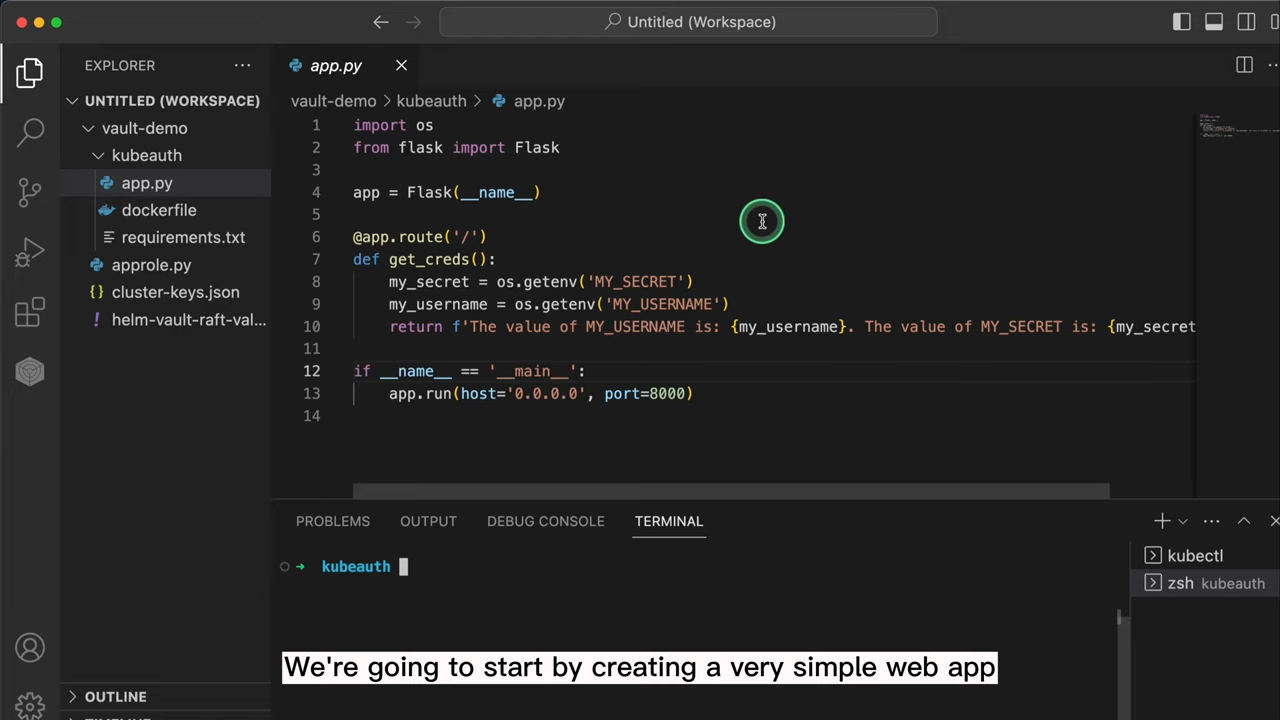 Untitled (Workspace)
EXPLORER
UNTITLED (WORKSPACE)
vault-demo
kubeauth
app.py
dockerfile
requirements.txt
approle.py
cluster-keys.json
helm-vault-raft-val...
OUTLINE
app.py
vault-demo > kubeauth > app.py
1 import os
2 from flask import Flask
3
4 app = Flask(__name__)
5
6 @app.route('/')
7 def get_creds():
8 my_secret = os.getenv('MY_SECRET')
9 my_username = os.getenv('MY_USERNAME')
10 return f'The value of MY_USERNAME is: {my_username}. The value of MY_SECRET is: {my_secret
11
12 if __name__ == '__main__':
13 app.run(host='0.0.0.0', port=8000)
14
PROBLEMS OUTPUT DEBUG CONSOLE TERMINAL
kubeauth
kubectl
zsh kubeauth
We're going to start by creating a very simple web app